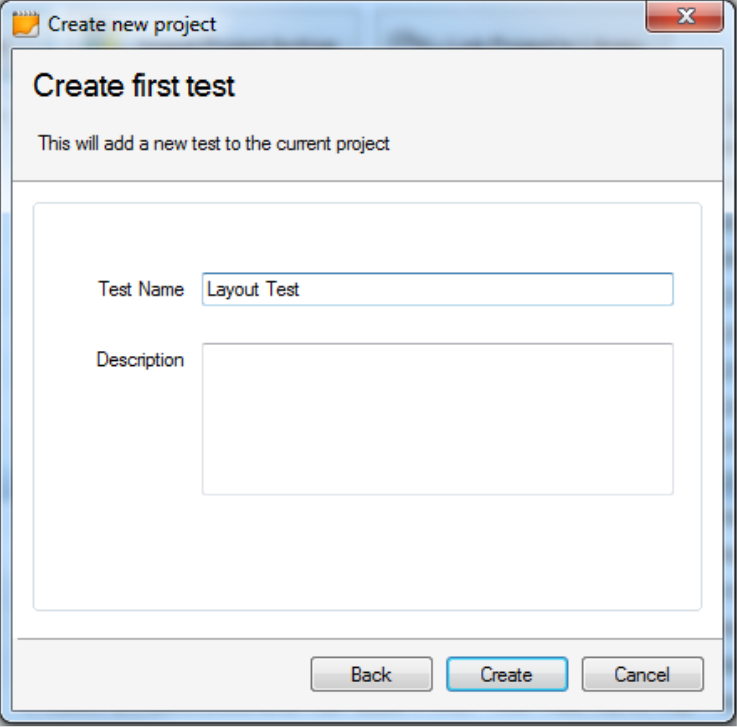 Create new project
Create first test
This will add a new test to the current project
Test Name
Layout Test
Description
Back
Create
Cancel